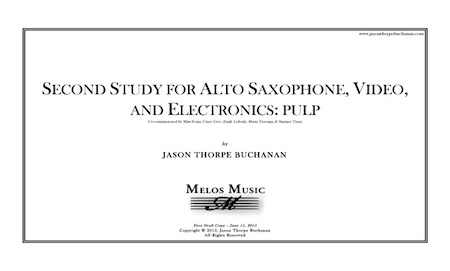 www.jasonthorpebuchanan.com
SECOND STUDY FOR ALTO SAXOPHONE, VIDEO,
AND ELECTRONICS: PULP
by
JASON THORPE BUCHANAN
MELOS MUSIC
M
First Draft Copy - June 15, 2013
Copyright © 2013, Jason Thorpe Buchanan
All Rights Reserved